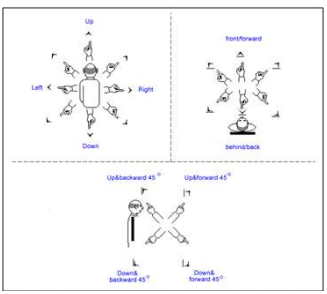 Up
front/forward
Left
Right
Down
behind/back
Up&backward 45°
Up&forward 45°
Down&
backward 45°
Down&
forward 45°